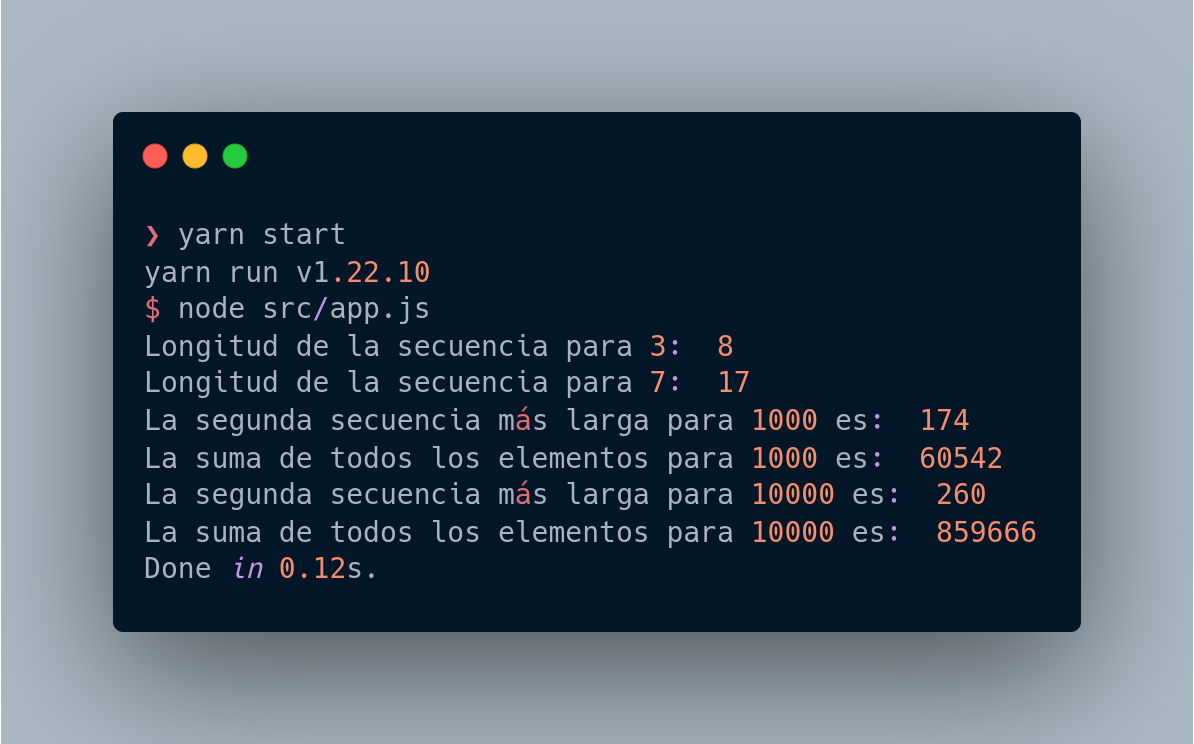 ❯ yarn start
yarn run v1.22.10
$ node src/app.js
Longitud de la secuencia para 3:  8
Longitud de la secuencia para 7:  17
La segunda secuencia más larga para 1000 es:  174
La suma de todos los elementos para 1000 es:  60542
La segunda secuencia más larga para 10000 es:  260
La suma de todos los elementos para 10000 es:  859666
Done in 0.12s.